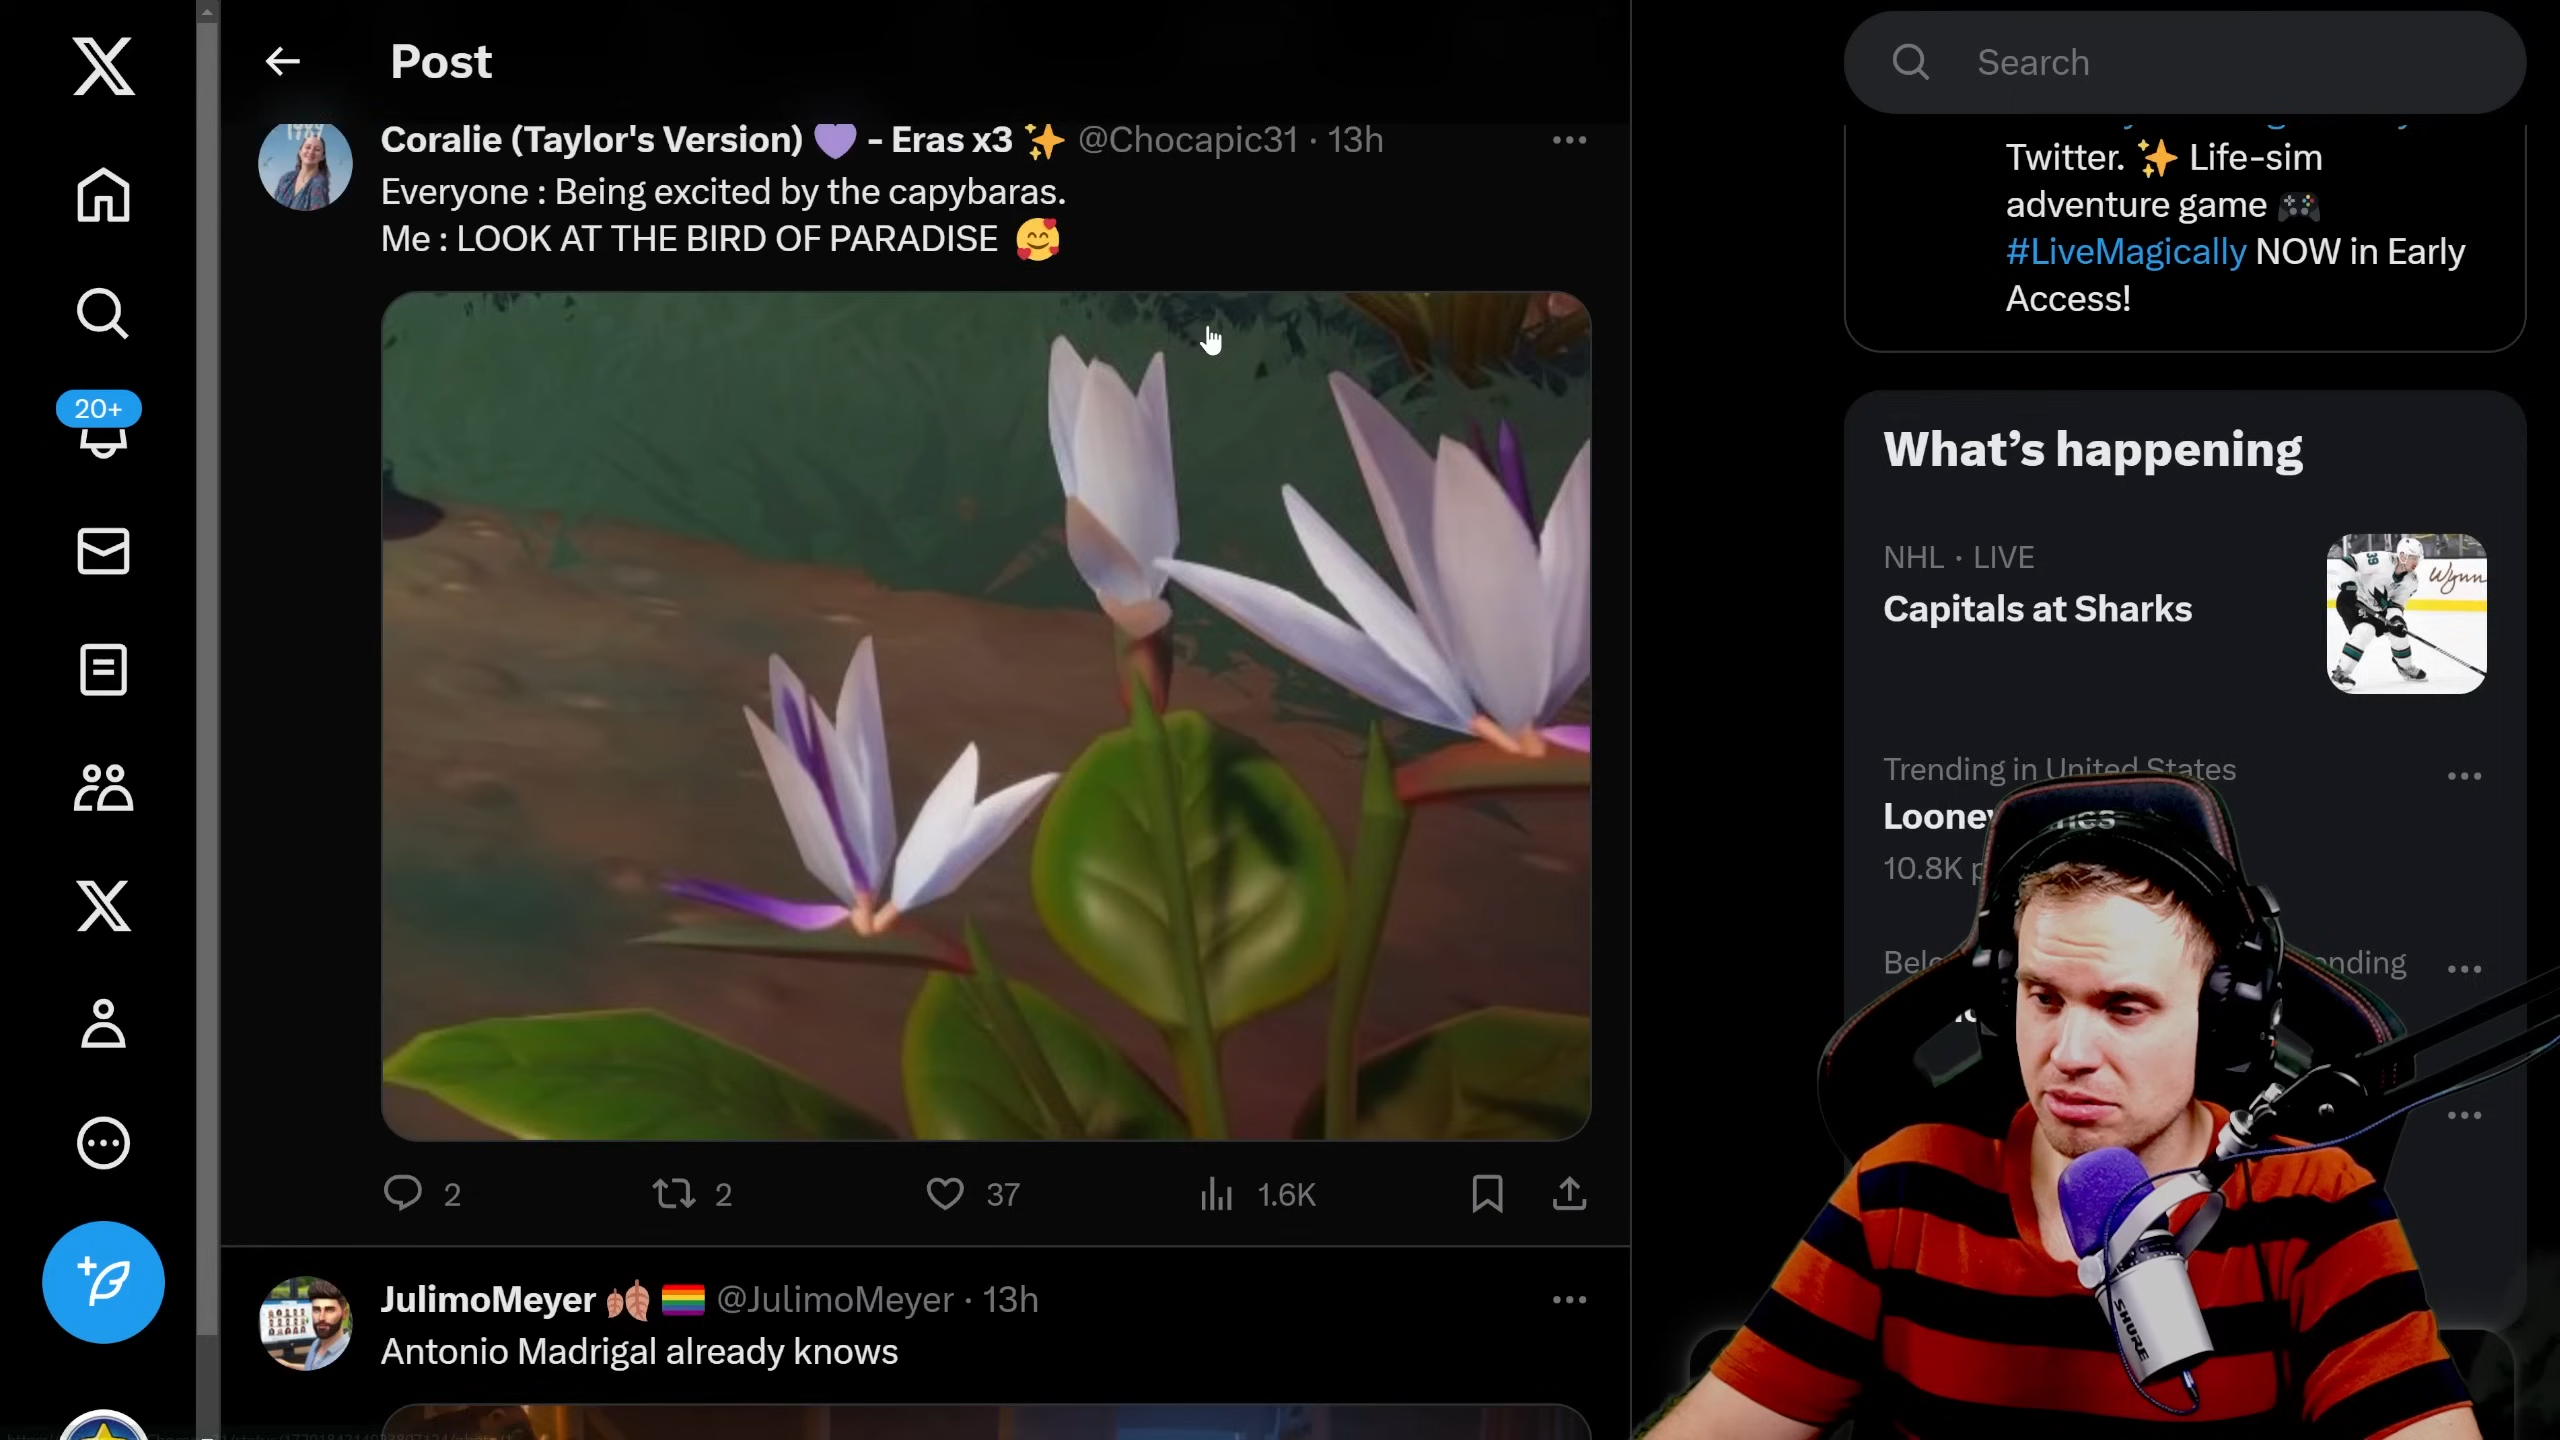 Post
Coralie (Taylor's Version) 💜 - Eras x3 ✨ @Chocapic31 · 13h
Everyone : Being excited by the capybaras.
Me : LOOK AT THE BIRD OF PARADISE 🥰
2
2
37
1.6K
JulimoMeyer 🫁 🏳️‍🌈 @JulimoMeyer · 13h
Antonio Madrigal already knows
20+
Search
Twitter. ✨ Life-sim
adventure game 🎮
#LiveMagically NOW in Early
Access!
What's happening
NHL · LIVE
Capitals at Sharks
Wynn
39
Trending in United States
10.8K
SHURE